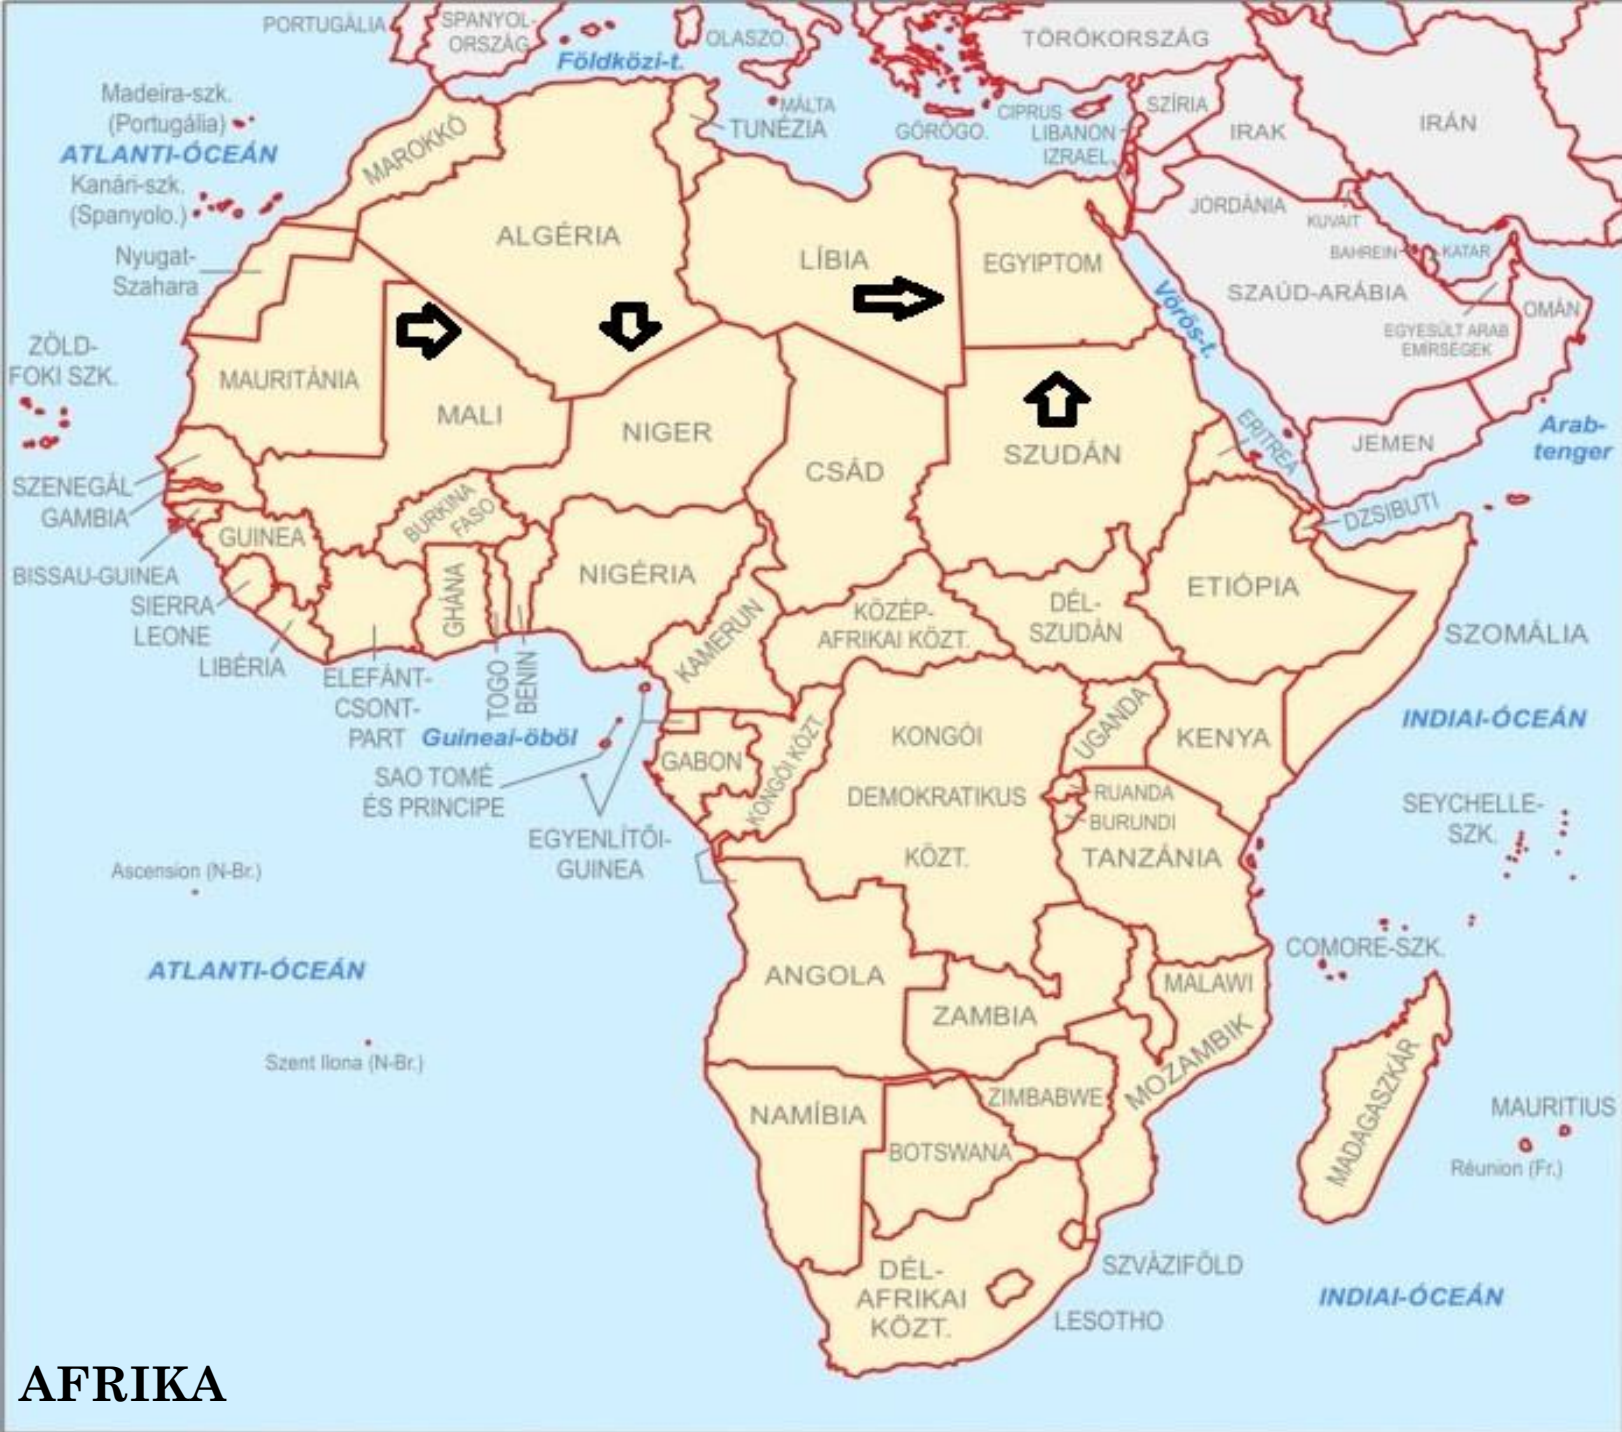 PORTUGÁLIA
SPANYOL-
ORSZÁG
OLASZO.
TÖRÖKORSZÁG
Földközi-t.
Madeira-szk.
(Portugália)
MÁLTA
CIPRUS
SZÍRIA
IRÁN
MAROKKÓ
TUNÉZIA
GÖRÖGO.
LIBANON
IRAK
ATLANTI-ÓCEÁN
IZRAEL
Kanári-szk.
(Spanyolo.)
JORDÁNIA
KUVAIT
ALGÉRIA
LÍBIA
EGYIPTOM
BAHREIN
KATAR
Nyugat-
Szahara
SZAÚD-ARÁBIA
Vörös-t.
OMÁN
EGYESÜLT ARAB
EMÍRSÉGEK
ZÖLD-
FOKI SZK.
MAURITÁNIA
MALI
NIGER
CSÁD
SZUDÁN
ERITREA
JEMEN
Arab-
tenger
SZENEGÁL
GAMBIA
BURKINA
FASO
DZSIBUTI
GUINEA
BISSAU-GUINEA
NIGÉRIA
ETIÓPIA
SIERRA
LEONE
GHÁNA
KAMERUN
KÖZÉP-
AFRIKAI KÖZT.
DÉL-
SZUDÁN
SZOMÁLIA
LIBÉRIA
ELEFÁNT-
CSONT-
PART
TOGO
BENIN
Guineai-öböl
GABON
KONGÓI KÖZT.
KONGÓI
DEMOKRATIKUS
KÖZT.
UGANDA
KENYA
INDIAI-ÓCEÁN
SAO TOMÉ
ÉS PRINCIPE
RUANDA
BURUNDI
SEYCHELLE-
SZK.
EGYENLÍTŐI-
GUINEA
TANZÁNIA
Ascension (N-Br.)
COMORE-SZK.
ATLANTI-ÓCEÁN
ANGOLA
ZAMBIA
MALAWI
MOZAMBIK
Szent Ilona (N-Br.)
NAMÍBIA
ZIMBABWE
BOTSWANA
MADAGASZKÁR
MAURITIUS
Réunion (Fr.)
DÉL-
AFRIKAI
KÖZT.
SZVÁZIFÖLD
LESOTHO
INDIAI-ÓCEÁN
AFRIKA